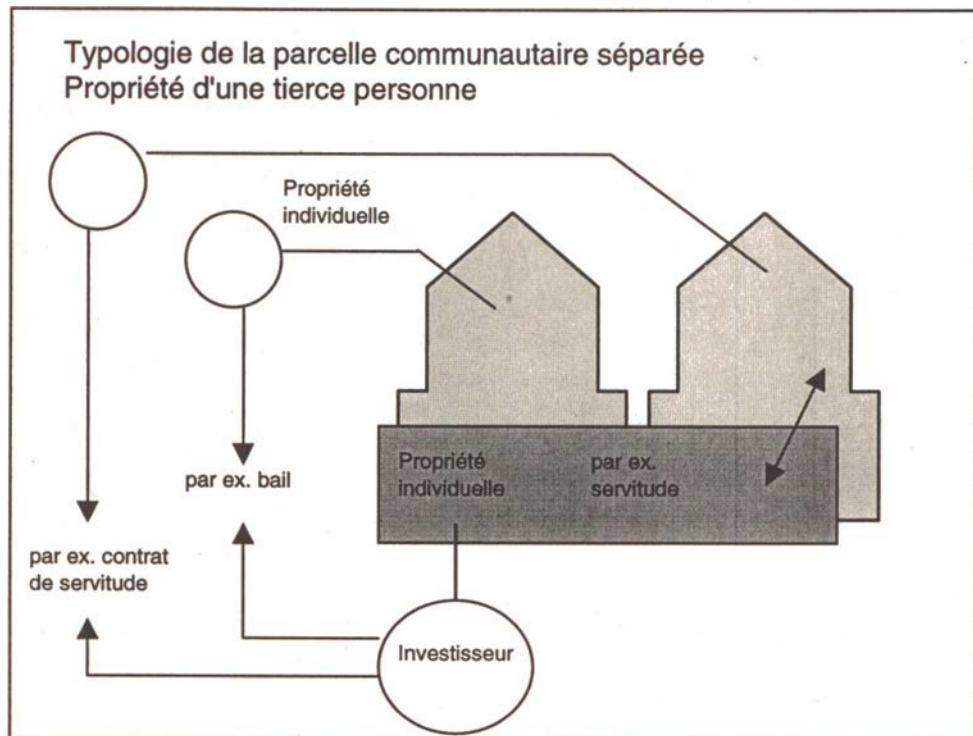 Typologie de la parcelle communautaire séparée
Propriété d'une tierce personne
Propriété
individuelle
Propriété
individuelle
par ex.
servitude
par ex. bail
par ex. contrat
de servitude
Investisseur